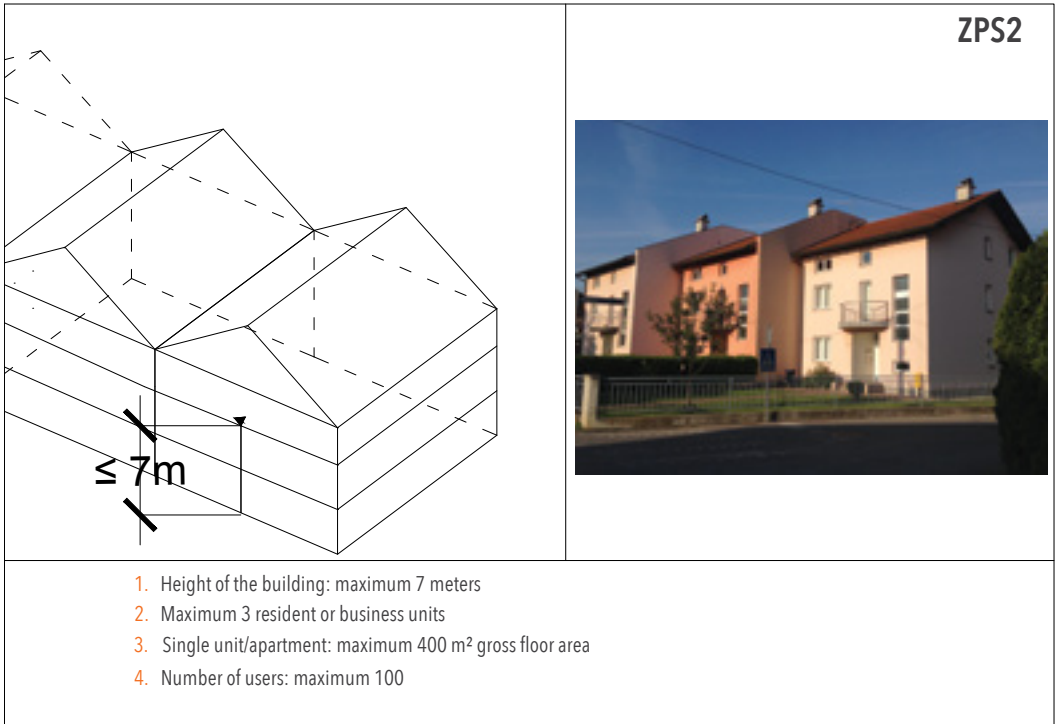 ZPS2
≤ 7m
1. Height of the building: maximum 7 meters
2. Maximum 3 resident or business units
3. Single unit/apartment: maximum 400 m² gross floor area
4. Number of users: maximum 100